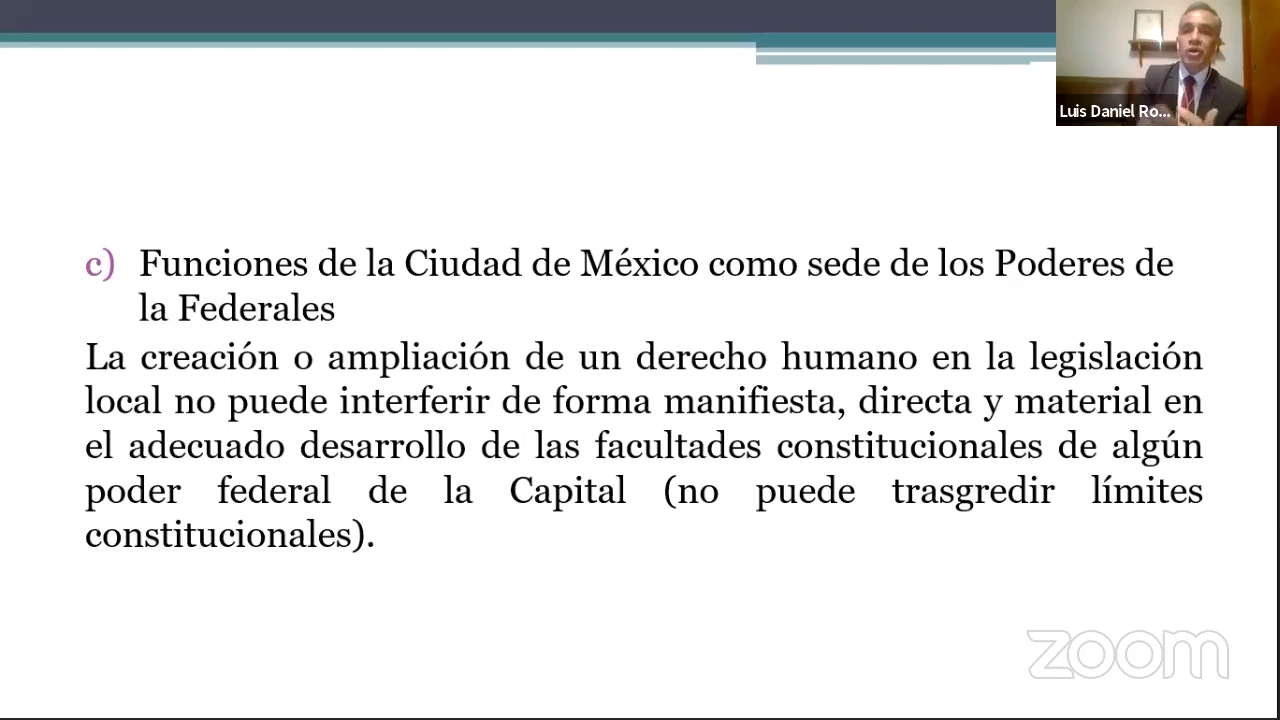 Luis Daniel Ro...
c) Funciones de la Ciudad de México como sede de los Poderes de
la Federales
La creación o ampliación de un derecho humano en la legislación
local no puede interferir de forma manifiesta, directa y material en
el adecuado desarrollo de las facultades constitucionales de algún
poder federal de la Capital (no puede trasgredir límites
constitucionales).
zoom